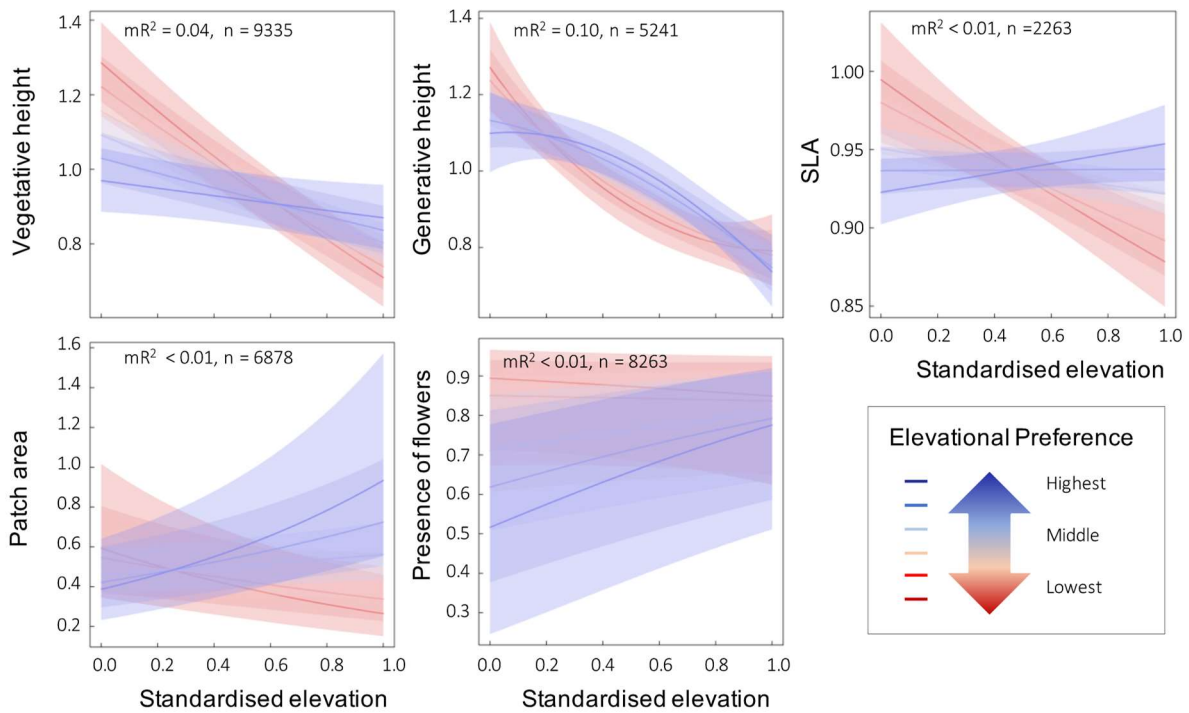 mR² = 0.04, n = 9335
Vegetative height
1.4
1.2
1.0
0.8
mR² = 0.10, n = 5241
Generative height
1.4
1.2
1.0
0.8
mR² < 0.01, n =2263
SLA
1.00
0.95
0.90
0.85
0.0 0.2 0.4 0.6 0.8 1.0
Standardised elevation
mR² < 0.01, n = 6878
Patch area
1.6
1.4
1.2
1.0
0.8
0.6
0.4
0.2
0.0 0.2 0.4 0.6 0.8 1.0
Standardised elevation
mR² < 0.01, n = 8263
Presence of flowers
0.9
0.8
0.7
0.6
0.5
0.4
0.3
0.0 0.2 0.4 0.6 0.8 1.0
Standardised elevation
Elevational Preference
Highest
Middle
Lowest